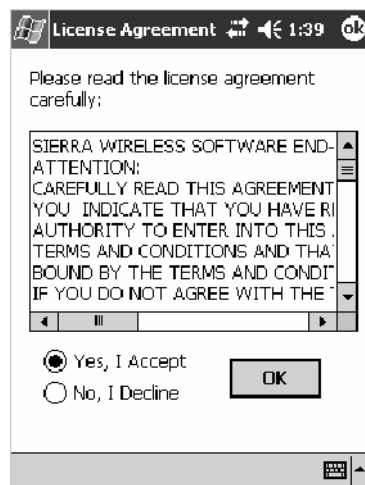 License Agreement 1:39 ok
Please read the license agreement
carefully:
SIERRA WIRELESS SOFTWARE END-
ATTENTION:
CAREFULLY READ THIS AGREEMENT
YOU INDICATE THAT YOU HAVE
AUTHORITY TO ENTER INTO THIS
TERMS AND CONDITIONS AND
BOUND BY THE TERMS AND
IF YOU DO NOT AGREE WITH THE
Yes, I Accept
OK
No, I Decline